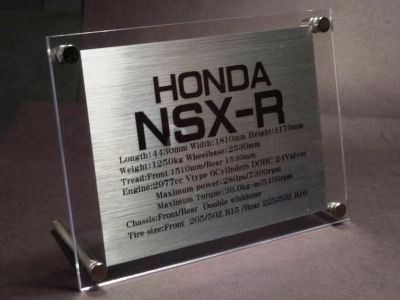 HONDA
NSX-R
Length:4430mm Width:1810mm Height:1170mm
Weight:1250kg Wheelbase:2530mm
Tread:Front 1510mm/Rear 1530mm
Engine:2977cc Vtype 6Cylinders DOHC 24Valves
Maximum power:280ps/7300rpm
Maximum Torque:30.0kg·m/5400rpm
Chassis:Front/Rear Double wishbone
Tire size:Front 205/50Z R15 /Rear 225/50Z R16